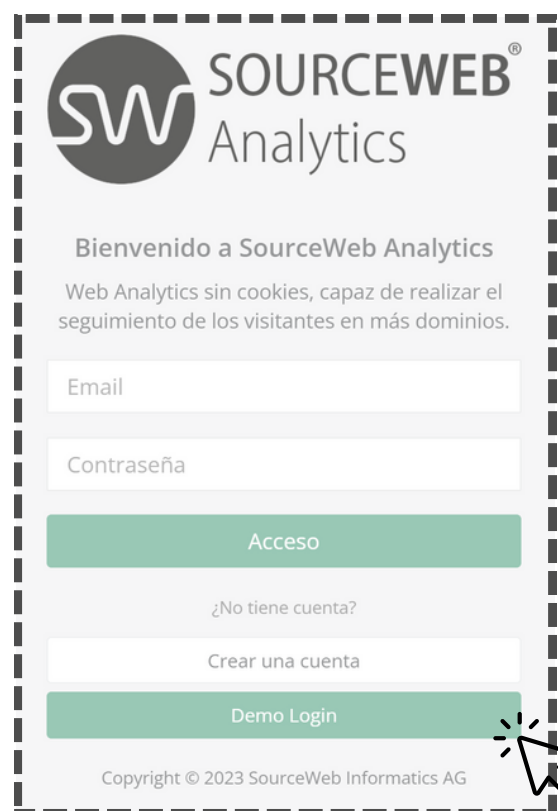 SW
SOURCEWEB®
Analytics
Bienvenido a SourceWeb Analytics
Web Analytics sin cookies, capaz de realizar el
seguimiento de los visitantes en más dominios.
Email
Contraseña
Acceso
¿No tiene cuenta?
Crear una cuenta
Demo Login
Copyright © 2023 SourceWeb Informatics AG